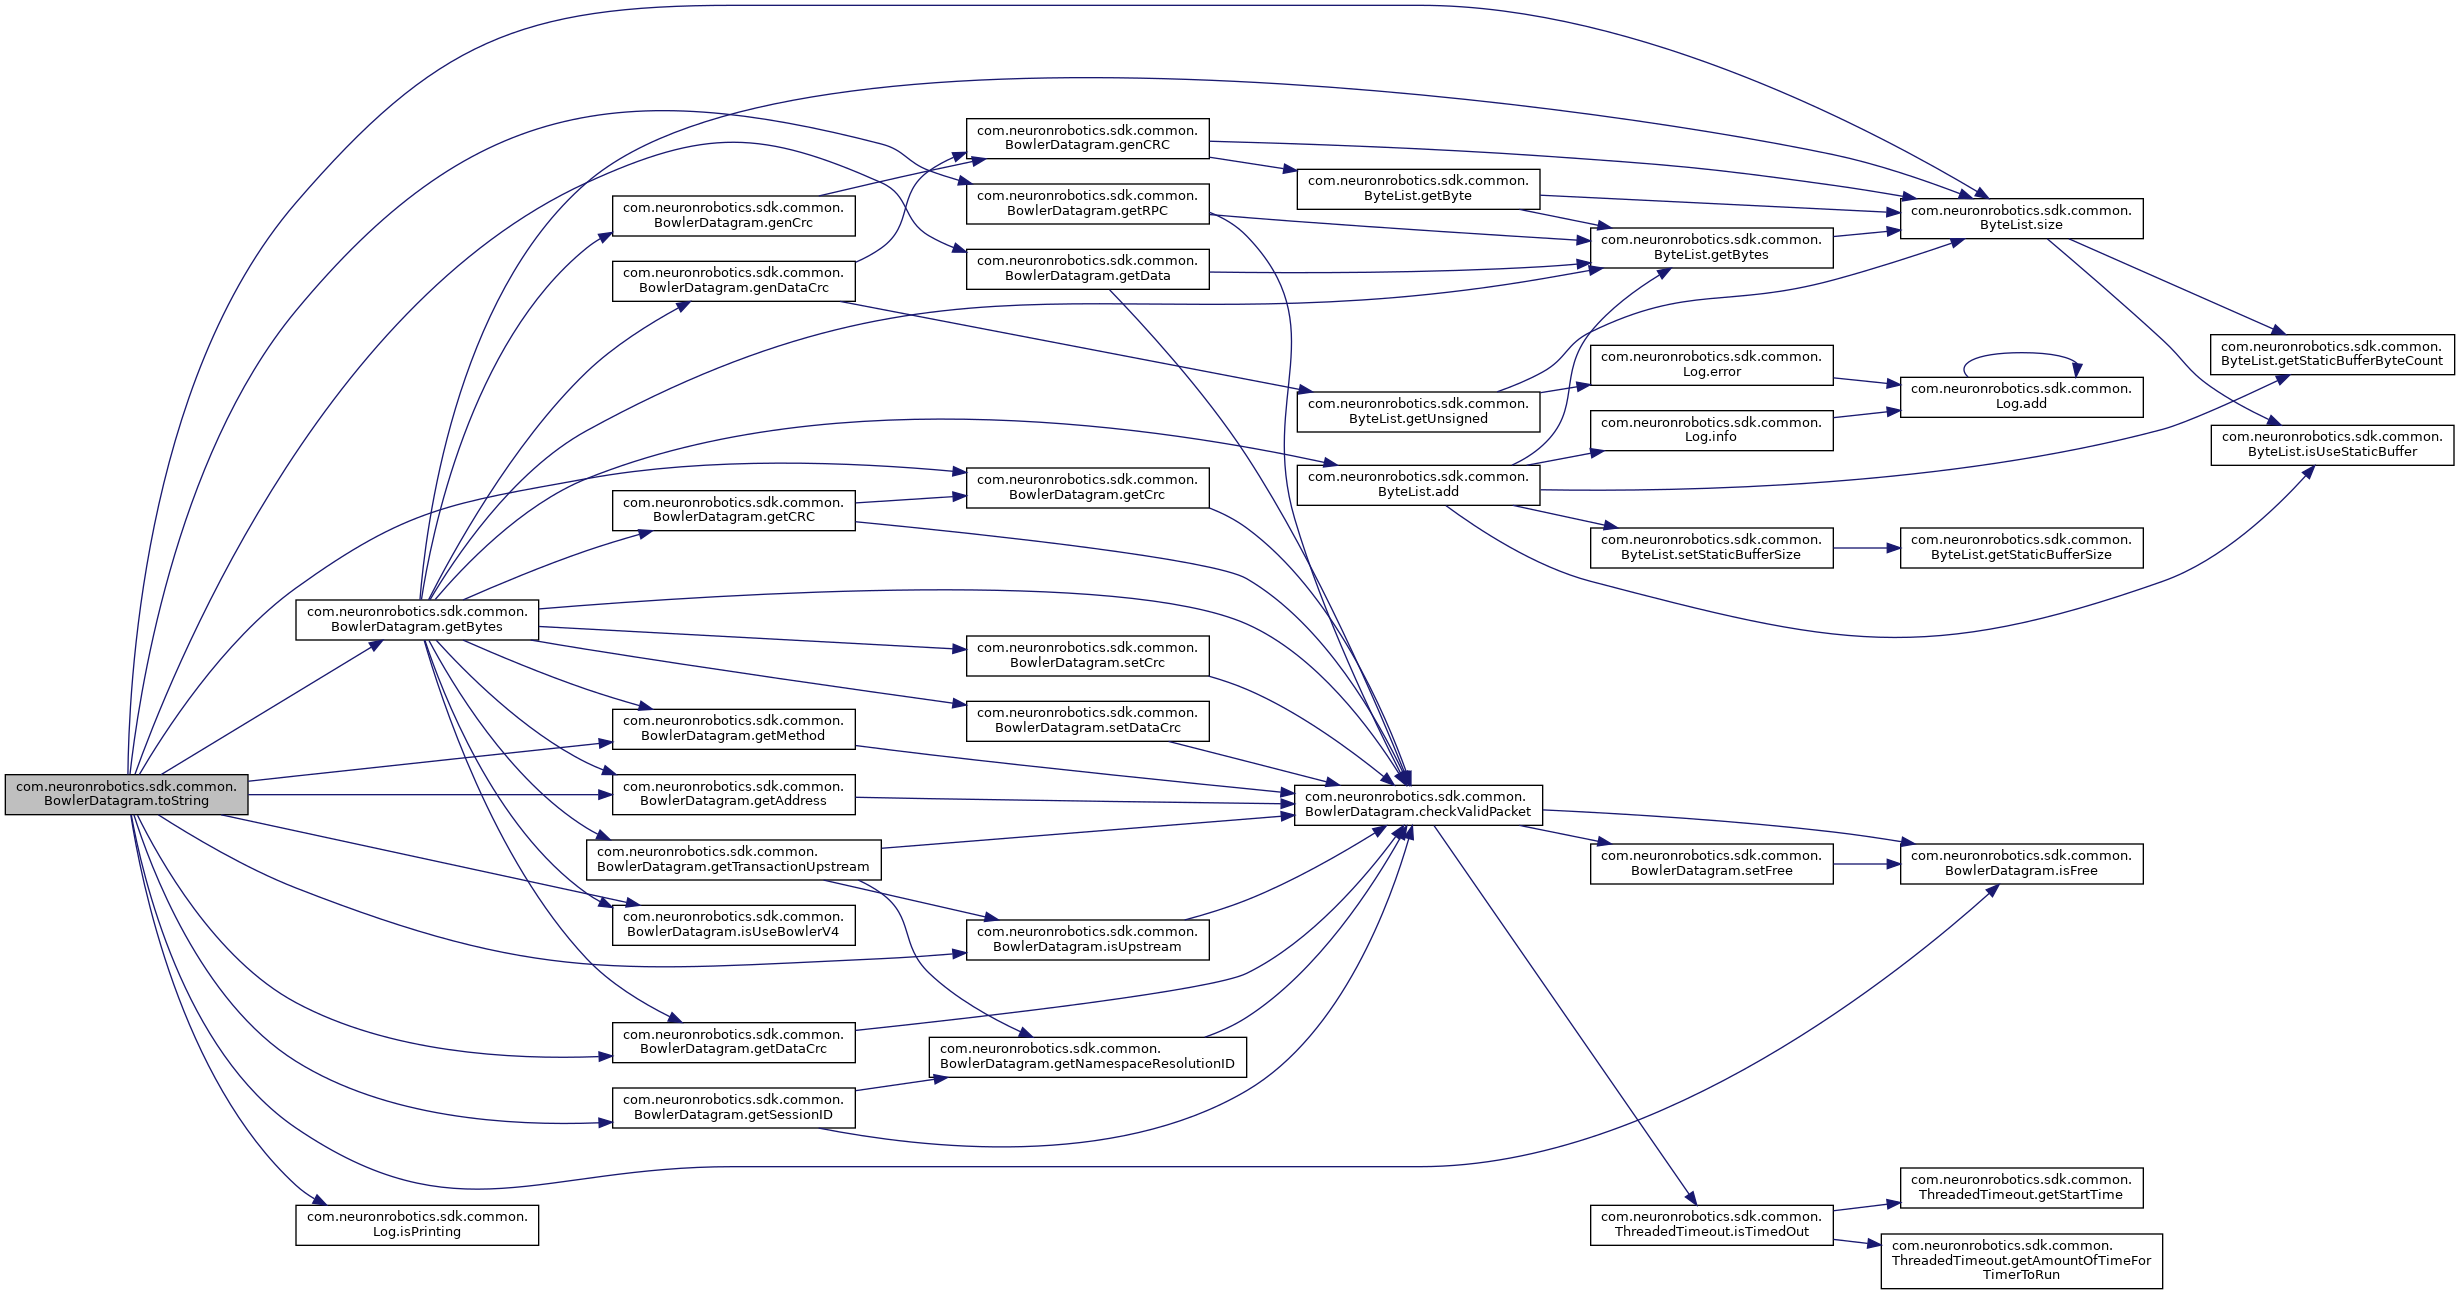 com.neuronrobotics.sdk.common.
BowlerDatagram.toString
com.neuronrobotics.sdk.common.
BowlerDatagram.getBytes
com.neuronrobotics.sdk.common.
Log.isPrinting
com.neuronrobotics.sdk.common.
BowlerDatagram.genCrc
com.neuronrobotics.sdk.common.
BowlerDatagram.genDataCrc
com.neuronrobotics.sdk.common.
BowlerDatagram.getCRC
com.neuronrobotics.sdk.common.
BowlerDatagram.getMethod
com.neuronrobotics.sdk.common.
BowlerDatagram.getAddress
com.neuronrobotics.sdk.common.
BowlerDatagram.getTransactionUpstream
com.neuronrobotics.sdk.common.
BowlerDatagram.isUseBowlerV4
com.neuronrobotics.sdk.common.
BowlerDatagram.getDataCrc
com.neuronrobotics.sdk.common.
BowlerDatagram.getSessionID
com.neuronrobotics.sdk.common.
BowlerDatagram.genCRC
com.neuronrobotics.sdk.common.
BowlerDatagram.getRPC
com.neuronrobotics.sdk.common.
BowlerDatagram.getData
com.neuronrobotics.sdk.common.
BowlerDatagram.getCrc
com.neuronrobotics.sdk.common.
BowlerDatagram.setCrc
com.neuronrobotics.sdk.common.
BowlerDatagram.setDataCrc
com.neuronrobotics.sdk.common.
BowlerDatagram.isUpstream
com.neuronrobotics.sdk.common.
BowlerDatagram.getNamespaceResolutionID
com.neuronrobotics.sdk.common.
ByteList.getByte
com.neuronrobotics.sdk.common.
ByteList.getUnsigned
com.neuronrobotics.sdk.common.
ByteList.add
com.neuronrobotics.sdk.common.
BowlerDatagram.checkValidPacket
com.neuronrobotics.sdk.common.
ByteList.getBytes
com.neuronrobotics.sdk.common.
Log.error
com.neuronrobotics.sdk.common.
Log.info
com.neuronrobotics.sdk.common.
ByteList.setStaticBufferSize
com.neuronrobotics.sdk.common.
BowlerDatagram.setFree
com.neuronrobotics.sdk.common.
ThreadedTimeout.isTimedOut
com.neuronrobotics.sdk.common.
ByteList.size
com.neuronrobotics.sdk.common.
Log.add
com.neuronrobotics.sdk.common.
ByteList.getStaticBufferSize
com.neuronrobotics.sdk.common.
BowlerDatagram.isFree
com.neuronrobotics.sdk.common.
ThreadedTimeout.getStartTime
com.neuronrobotics.sdk.common.
ThreadedTimeout.getAmountOfTimeFor
TimerToRun
com.neuronrobotics.sdk.common.
ByteList.getStaticBufferByteCount
com.neuronrobotics.sdk.common.
ByteList.isUseStaticBuffer